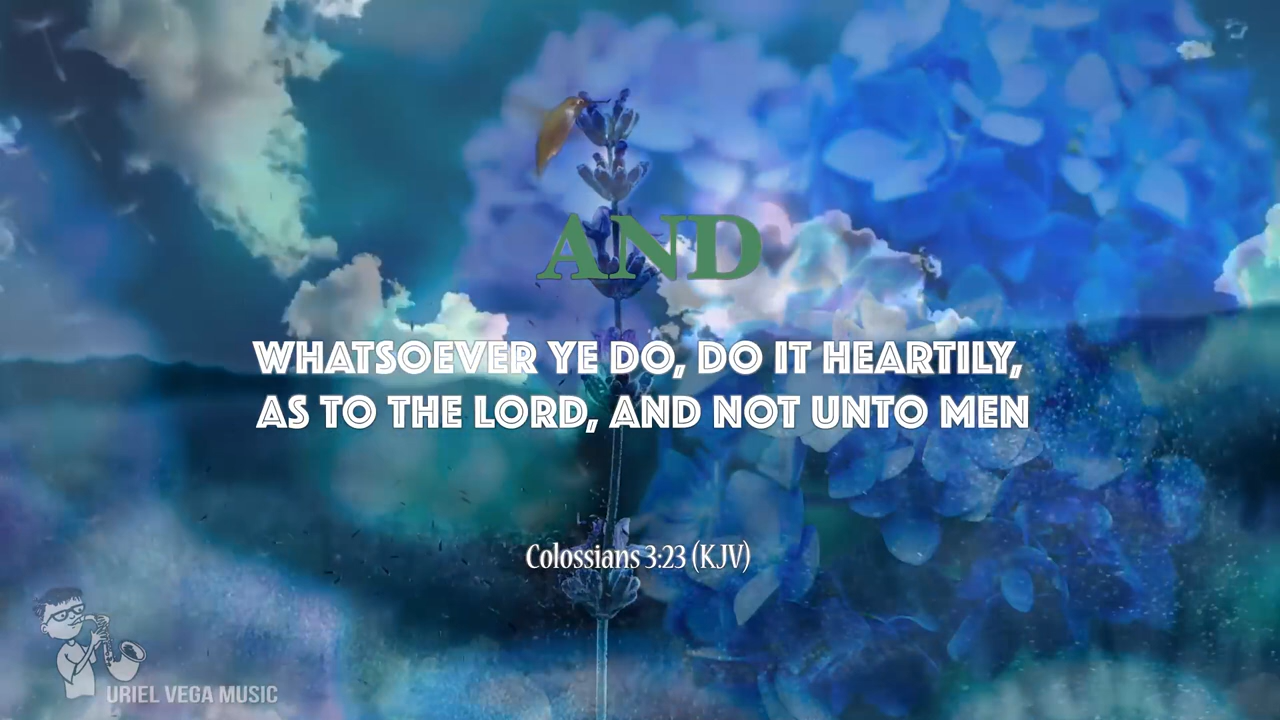 AND
WHATSOEVER YE DO, DO IT HEARTILY,
AS TO THE LORD, AND NOT UNTO MEN
Colossians 3:23 (KJV)
URIEL VEGA MUSIC